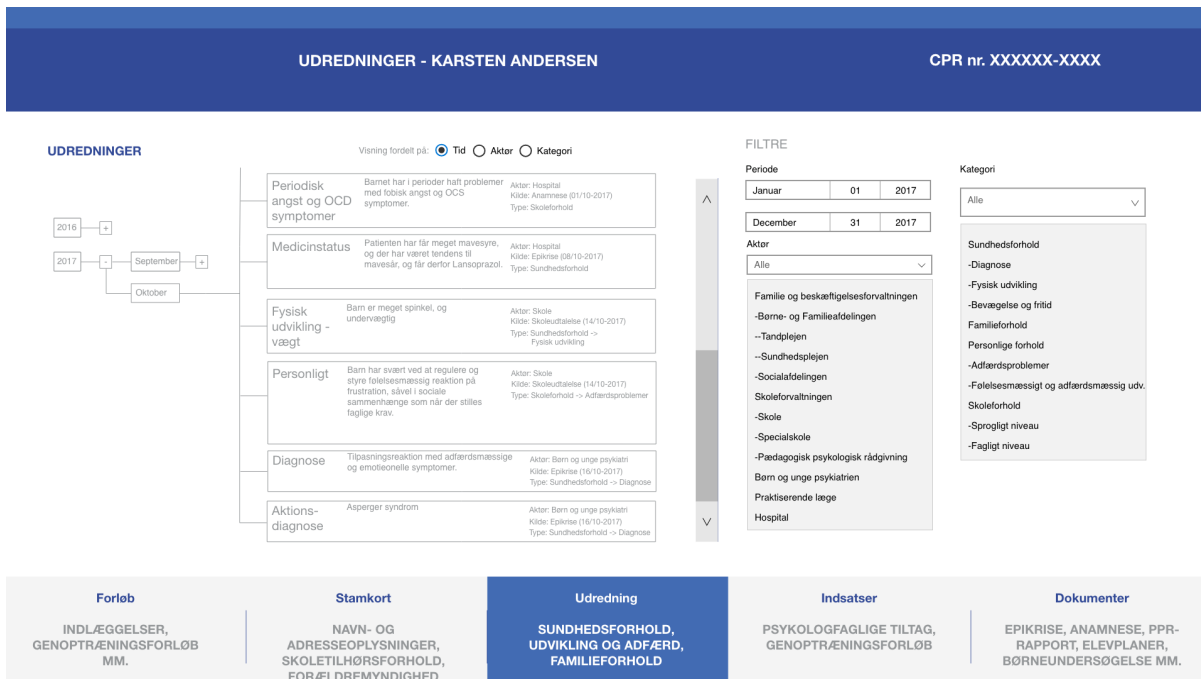 UDREDNINGER - KARSTEN ANDERSEN
CPR nr. XXXXXX-XXXX
UDREDNINGER
Visning fordelt på:
Tid
Aktør
Kategori
2016
+
2017
-
September
+
Oktober
Periodisk
angst og OCD
symptomer
Barnet har i perioder haft problemer
med fobisk angst og OCS
symptomer.
Aktør: Hospital
Kilde: Anamnese (01/10-2017)
Type: Skoleforhold
Medicinstatus
Patienten har får meget mavesyre,
og der har været tendens til
mavesår, og får derfor Lansoprazol.
Aktør: Hospital
Kilde: Epikrise (08/10-2017)
Type: Sundhedsforhold
Fysisk
udvikling -
vægt
Barn er meget spinkel, og
undervægtig
Aktør: Skole
Kilde: Skoleudtalelse (14/10-2017)
Type: Sundhedsforhold ->
Fysisk udvikling
Personligt
Barn har svært ved at regulere og
styre følelsesmæssig reaktion på
frustration, såvel i sociale
sammenhænge som når der stilles
faglige krav.
Aktør: Skole
Kilde: Skoleudtalelse (14/10-2017)
Type: Skoleforhold -> Adfærdsproblemer
Diagnose
Tilpasningsreaktion med adfærdsmæssige
og emotieonelle symptomer.
Aktør: Børn og unge psykiatri
Kilde: Epikrise (16/10-2017)
Type: Sundhedsforhold -> Diagnose
Aktions-
diagnose
Asperger syndrom
Aktør: Børn og unge psykiatri
Kilde: Epikrise (16/10-2017)
Type: Sundhedsforhold -> Diagnose
FILTRE
Periode
Januar 01 2017
December 31 2017
Aktør
Alle
Familie og beskæftigelsesforvaltningen
-Børne- og Familieafdelingen
--Tandplejen
--Sundhedsplejen
-Socialafdelingen
Skoleforvaltningen
-Skole
-Specialskole
-Pædagogisk psykologisk rådgivning
Børn og unge psykiatrien
Praktiserende læge
Hospital
Kategori
Alle
Sundhedsforhold
-Diagnose
-Fysisk udvikling
-Bevægelse og fritid
Familieforhold
Personlige forhold
-Adfærdsproblemer
-Følelsesmæssigt og adfærdsmæssig udv.
Skoleforhold
-Sprogligt niveau
-Fagligt niveau
Forløb
INDLÆGGELSER,
GENOPTRÆNINGSFORLØB
MM.
Stamkort
NAVN- OG
ADRESSEOPLYSNINGER,
SKOLETILHØRSFORHOLD,
FORÆLDREMYNDIGHED
Udredning
SUNDHEDSFORHOLD,
UDVIKLING OG ADFÆRD,
FAMILIEFORHOLD
Indsatser
PSYKOLOGFAGLIGE TILTAG,
GENOPTRÆNINGSFORLØB
Dokumenter
EPIKRISE, ANAMNESE, PPR-
RAPPORT, ELEVPLANER,
BØRNEUNDERSØGELSE MM.